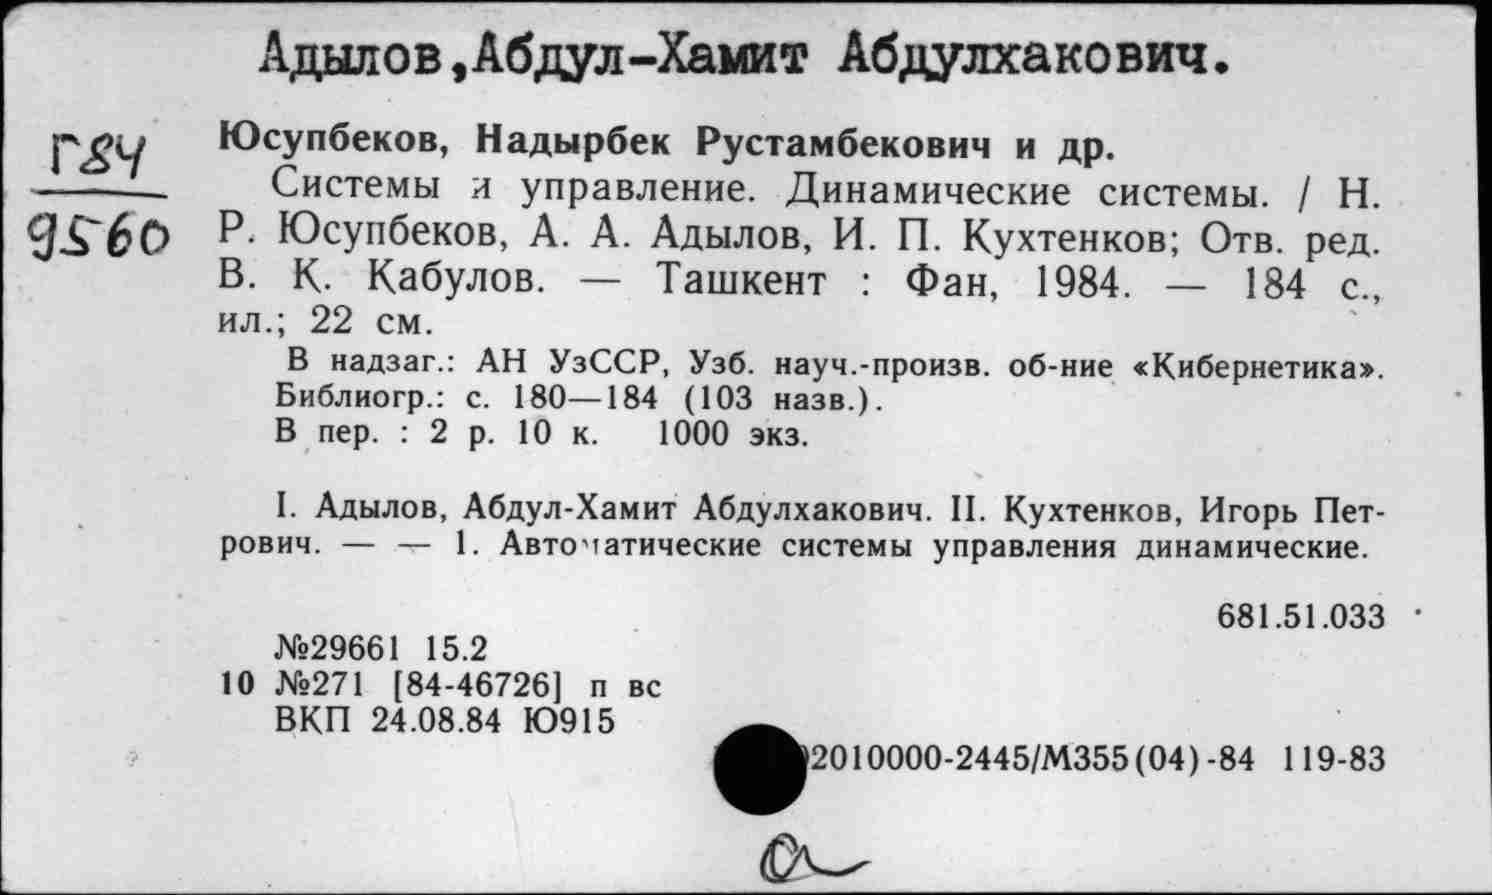 Адылов,Абдул-Хамит Абдулхакович.
Г84
9560
Юсупбеков, Надырбек Рустамбекович и др.
Системы и управление. Динамические системы. / Н.
Р. Юсупбеков, А. А. Адылов, И. П. Кухтенков; Отв. ред.
В. К. Кабулов. — Ташкент : Фан, 1984. — 184 с.,
ил.; 22 см.
В надзаг.: АН УзССР, Узб. науч.-произв. об-ние «Кибернетика».
Библиогр.: с. 180—184 (103 назв.).
В пер. : 2 р. 10 к. 1000 экз.
I. Адылов, Абдул-Хамит Абдулхакович. II. Кухтенков, Игорь Пет-
рович. — — 1. Автоматические системы управления динамические.
681.51.033
№29661 15.2
10 №271 [84-46726] п вс
ВКП 24.08.84 Ю915
2010000-2445/М355(04)-84 119-83